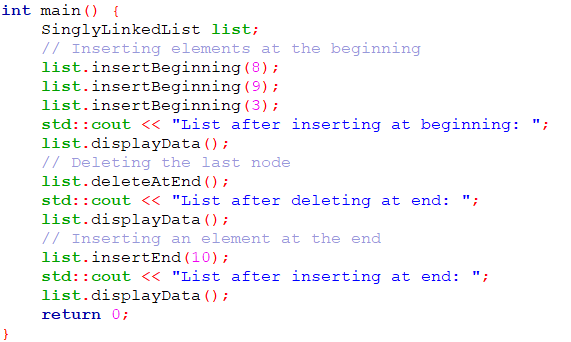 int main() {
    SinglyLinkedList list;
    // Inserting elements at the beginning
    list.insertBeginning(8);
    list.insertBeginning(9);
    list.insertBeginning(3);
    std::cout << "List after inserting at beginning: ";
    list.displayData();
    // Deleting the last node
    list.deleteAtEnd();
    std::cout << "List after deleting at end: ";
    list.displayData();
    // Inserting an element at the end
    list.insertEnd(10);
    std::cout << "List after inserting at end: ";
    list.displayData();
    return 0;
}